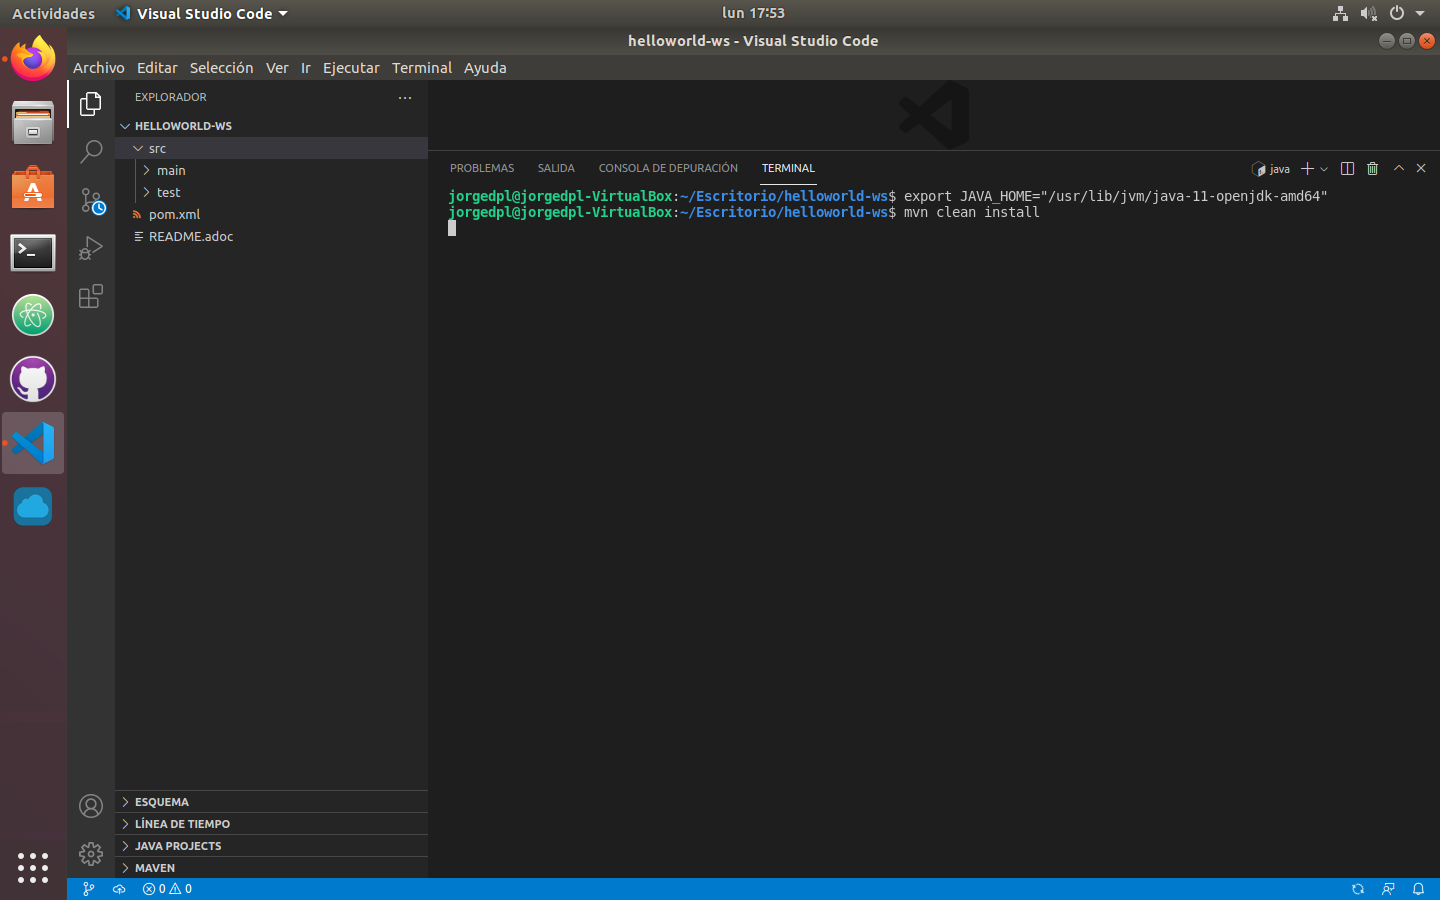 Actividades Visual Studio Code lun 17:53
helloworld-ws - Visual Studio Code
Archivo Editar Selección Ver Ir Ejecutar Terminal Ayuda
EXPLORADOR
HELLOWORLD-WS
src
main
test
pom.xml
README.adoc
ESQUEMA
LÍNEA DE TIEMPO
JAVA PROJECTS
MAVEN
PROBLEMAS SALIDA CONSOLA DE DEPURACIÓN TERMINAL java
jorgedpl@jorgedpl-VirtualBox:~/Escritorio/helloworld-ws$ export JAVA_HOME="/usr/lib/jvm/java-11-openjdk-amd64"
jorgedpl@jorgedpl-VirtualBox:~/Escritorio/helloworld-ws$ mvn clean install
0 0